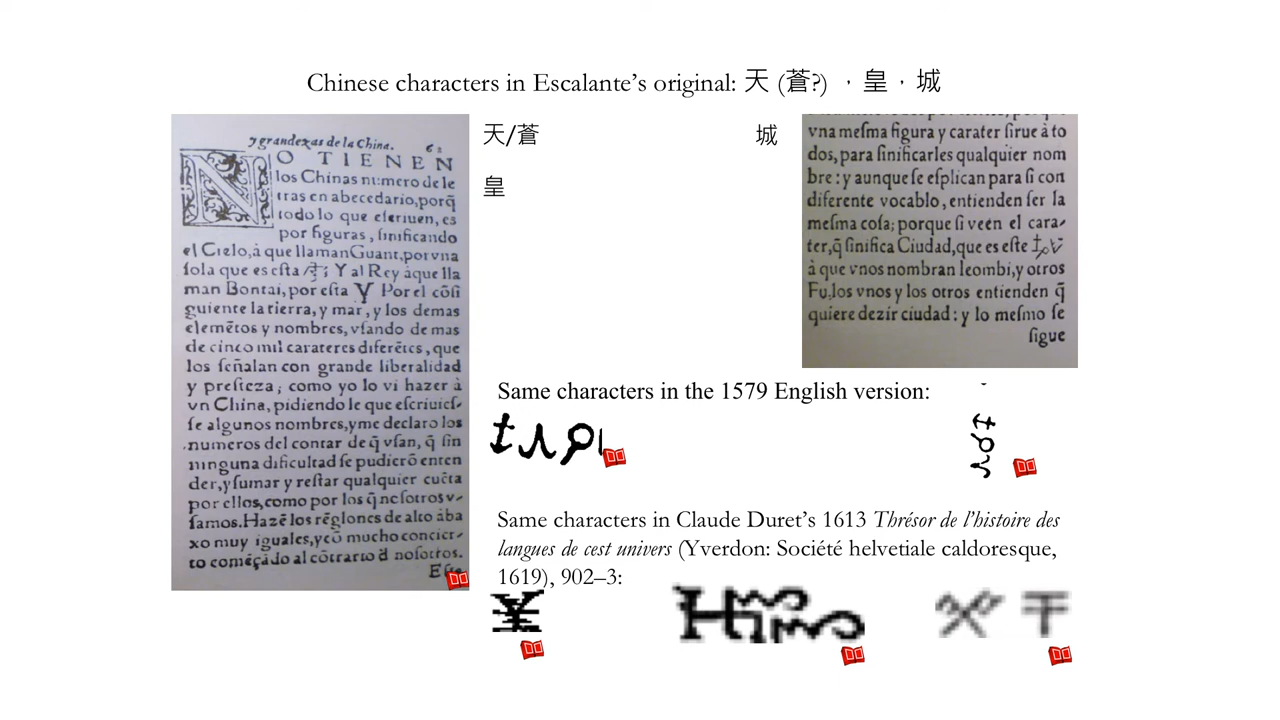 Chinese characters in Escalante’s original: 天 (蒼?) ，皇，城
y grandezas de la China. 62
NO TIENEN
los Chinas numero de le
tras en abecedario, porq̃
todo lo que escriuen, es
por figuras, sinificando
el Cielo, à que llaman Guant, por vna
sola que es esta ; Y al Rey àque lla
man Bontai, por esta Y Por el cõsi
guiente la tierra, y mar, y los demas
elemẽtos y nombres, vsando de mas
de cinco mil carateres diferẽtes, que
los señalan con grande liberalidad
y presteza; como yo lo vi hazer à
vn China, pidiendo le que escriuies-
se algunos nombres, y me declaro los
numeros del contar de q̃ vsan, q̃ sin
ninguna dificultad se pudierõ enten
der, y sumar y restar qualquier cuẽta
por ellos, como por los q̃ nosotros v-
samos. Hazẽ los rẽglones de alto aba
xo muy iguales, y cõ mucho concier-
to começado al cõtrario d nosotros.
天/蒼
皇
城
vna mesma figura y carater sirue à to
dos, para sinificarles qualquier nom
bre: y aunque se esplican para si con
diferente vocablo, entienden ser la
mesma cosa; porque si veen el cara-
ter, q̃ sinifica Ciudad, que es este
à que vnos nombran leombi, y otros
Fu, los vnos y los otros entienden q̃
quiere dezir ciudad: y lo mesmo se
sigue
Same characters in the 1579 English version:
Same characters in Claude Duret’s 1613 Thrésor de l’histoire des
langues de cest univers (Yverdon: Société helvetiale caldoresque,
1619), 902–3: